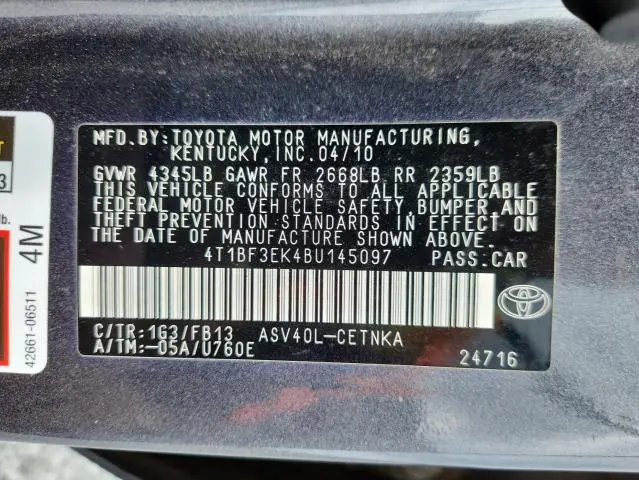 MFD.BY:TOYOTA MOTOR MANUFACTURING,
KENTUCKY,INC.04/10
GVWR 4345LB GAWR FR 2668LB RR 2359LB
THIS VEHICLE CONFORMS TO ALL APPLICABLE
FEDERAL MOTOR VEHICLE SAFETY,BUMPER,AND
THEFT PREVENTION STANDARDS IN EFFECT ON
THE DATE OF MANUFACTURE SHOWN ABOVE.
4T1BF3EK4BU145097 PASS.CAR
C/TR:1G3/FB13 ASV40L-CETNKA
A/TM:-05A/U760E
24716
lb.
4M
42661-06511